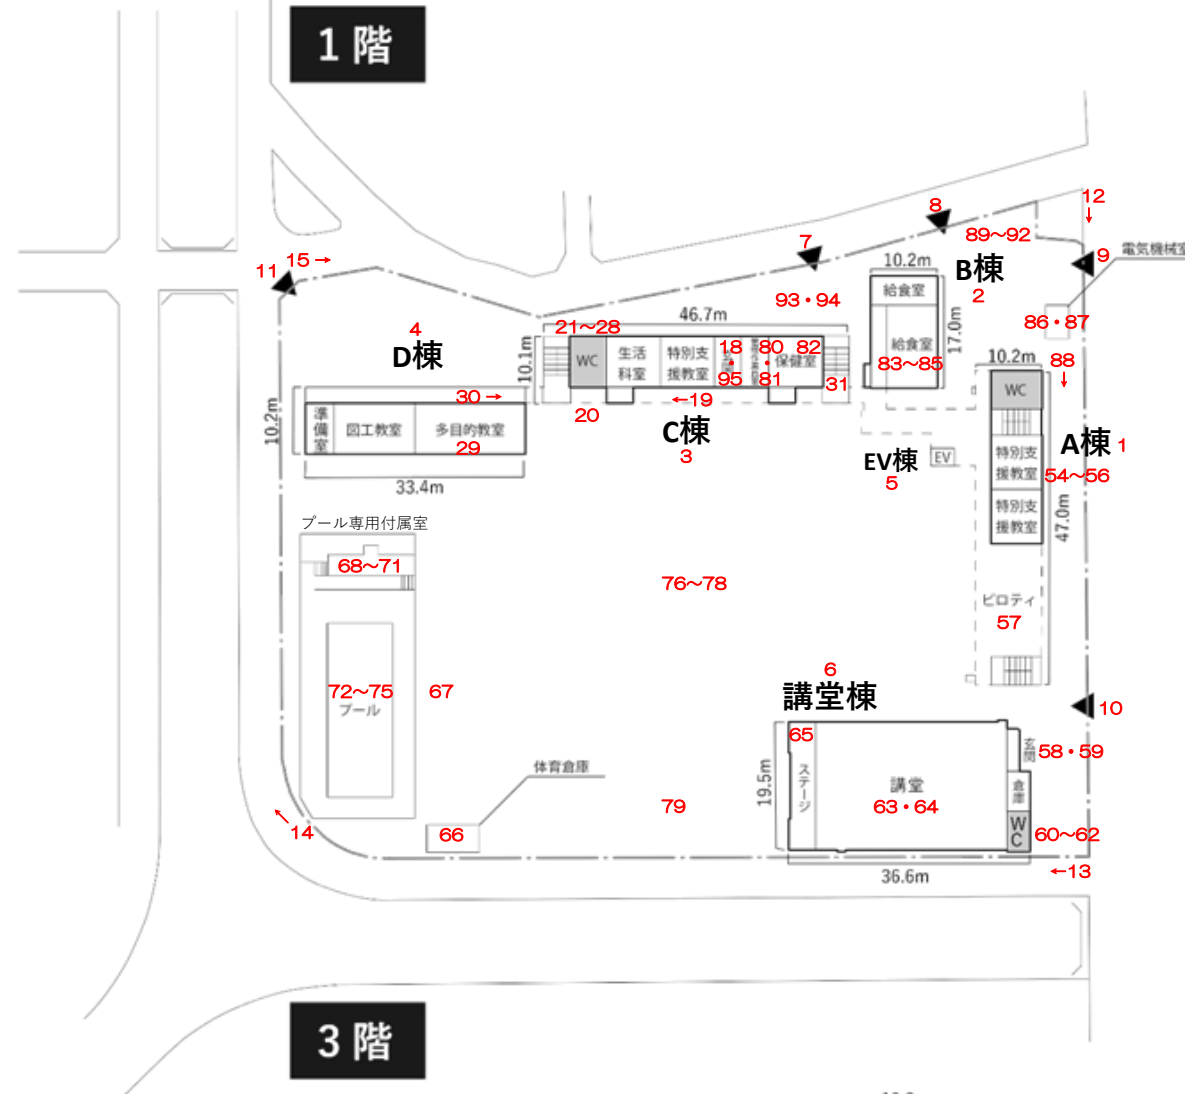 1 階
12
↓
8
7
89～92
9
電気機械室
15 →
11
10.2m
B棟
2
給食室
93・94
46.7m
86・87
4
D棟
21～28
18
・
95
80
・
81
82
WC
生活
科室
特別支
援教室
保健室
10.1m
31
給食室
83～85
17.0m
10.2m
88
↓
WC
30 →
←19
20
C棟
3
10.2m
準備室
図工教室
多目的教室
29
33.4m
EV棟
5
EV
A棟 1
特別支
援教室
54～56
特別支
援教室
47.0m
プール専用付属室
68～71
76～78
ピロティ
57
72～75
プール
67
6
講堂棟
10
65
ステージ
19.5m
講堂
63・64
玄関
58・59
倉庫
WC
60～62
体育倉庫
66
79
14
36.6m
←13
3 階